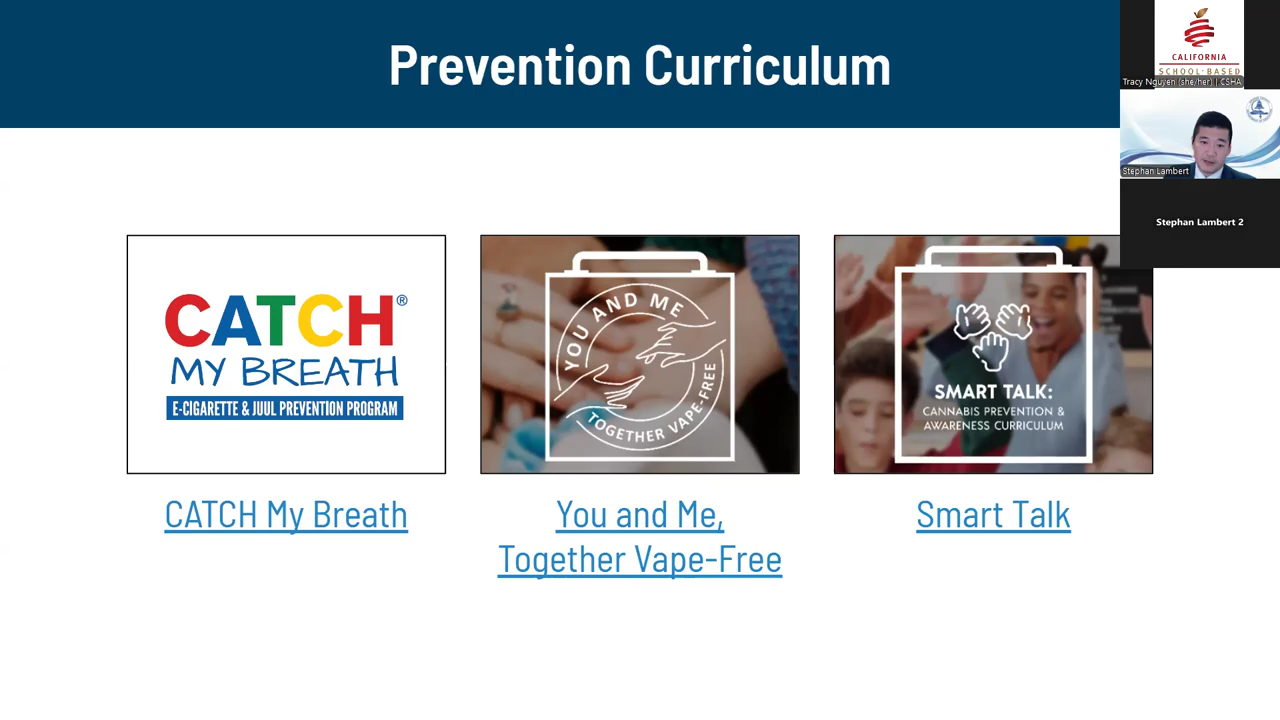 Prevention Curriculum
CALIFORNIA
SCHOOL-BASED
Tracy Nguyen (she/her) | CSHA
Stephan Lambert
Stephan Lambert 2
CATCH®
MY BREATH
E-CIGARETTE & JUUL PREVENTION PROGRAM
YOU AND ME
TOGETHER VAPE-FREE
SMART TALK:
CANNABIS PREVENTION &
AWARENESS CURRICULUM
CATCH My Breath
You and Me,
Together Vape-Free
Smart Talk